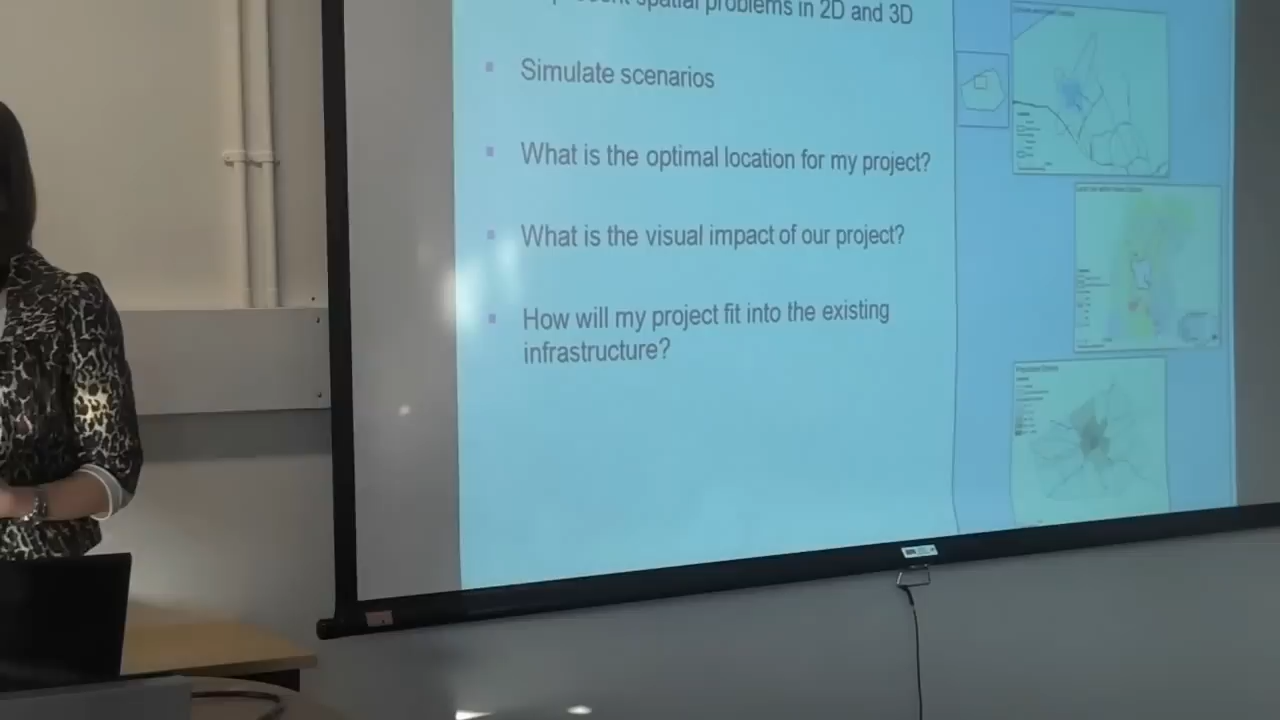 spatial problems in 2D and 3D
Simulate scenarios
What is the optimal location for my project?
What is the visual impact of our project?
How will my project fit into the existing
infrastructure?